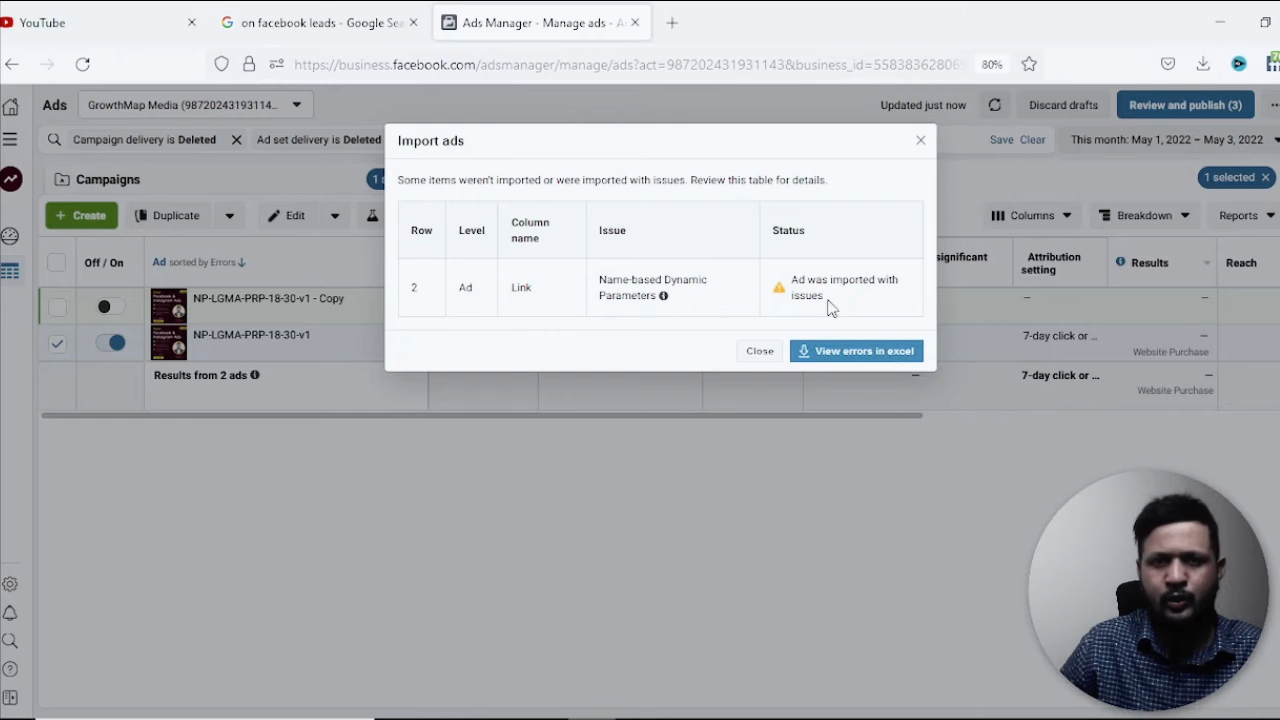 YouTube
on facebook leads - Google Sea
Ads Manager - Manage ads - A
https://business.facebook.com/adsmanager/manage/ads?act=987202431931143&business_id=55838362806
80%
Ads
GrowthMap Media (98720243193114...
Updated just now
Discard drafts
Review and publish (3)
Campaign delivery is Deleted
Ad set delivery is Deleted
Save Clear
This month: May 1, 2022 – May 3, 2022
Campaigns
1 selected
Create
Duplicate
Edit
Columns
Breakdown
Reports
Off / On
Ad sorted by Errors
significant
Attribution setting
Results
Reach
NP-LGMA-PRP-18-30-v1 - Copy
NP-LGMA-PRP-18-30-v1
7-day click or ...
Website Purchase
Results from 2 ads
7-day click or ...
Website Purchase
Import ads
Some items weren't imported or were imported with issues. Review this table for details.
Row
Level
Column name
Issue
Status
2
Ad
Link
Name-based Dynamic
Parameters
Ad was imported with
issues
Close
View errors in excel